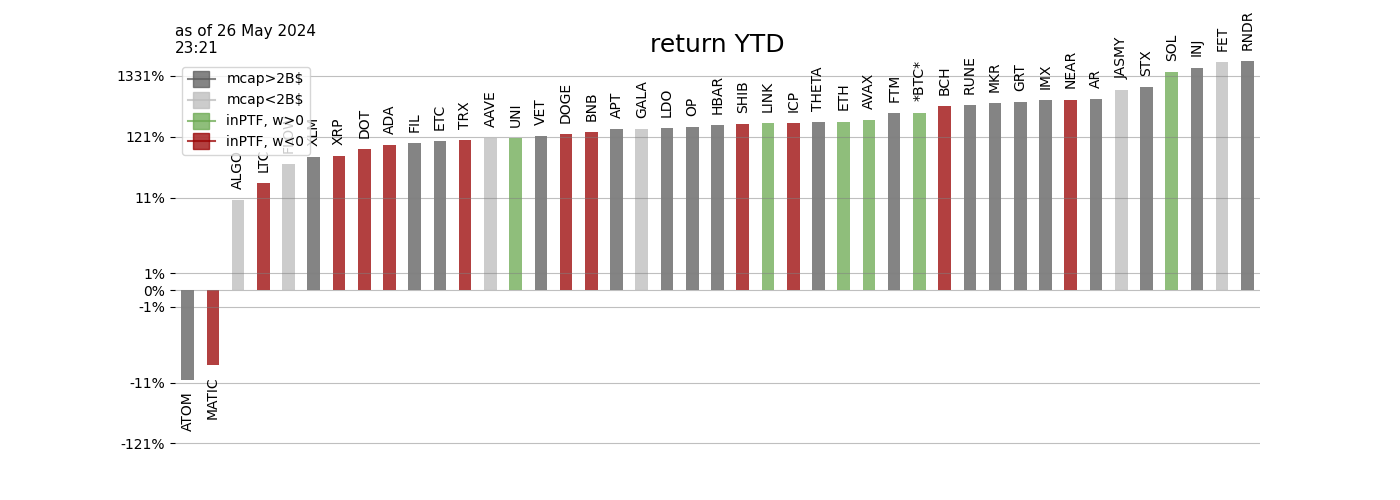 as of 26 May 2024
23:21
return YTD
mcap>2B$
mcap<2B$
inPTF, w>0
inPTF, w<0
1331%
121%
11%
1%
0%
-1%
-11%
-121%
ATOM
MATIC
ALGO
LTC
XLM
XRP
DOT
ADA
FIL
ETC
TRX
AAVE
UNI
VET
DOGE
BNB
APT
GALA
LDO
OP
HBAR
SHIB
LINK
ICP
THETA
ETH
AVAX
FTM
*BTC*
BCH
RUNE
MKR
GRT
IMX
NEAR
AR
JASMY
STX
SOL
INJ
FET
RNDR